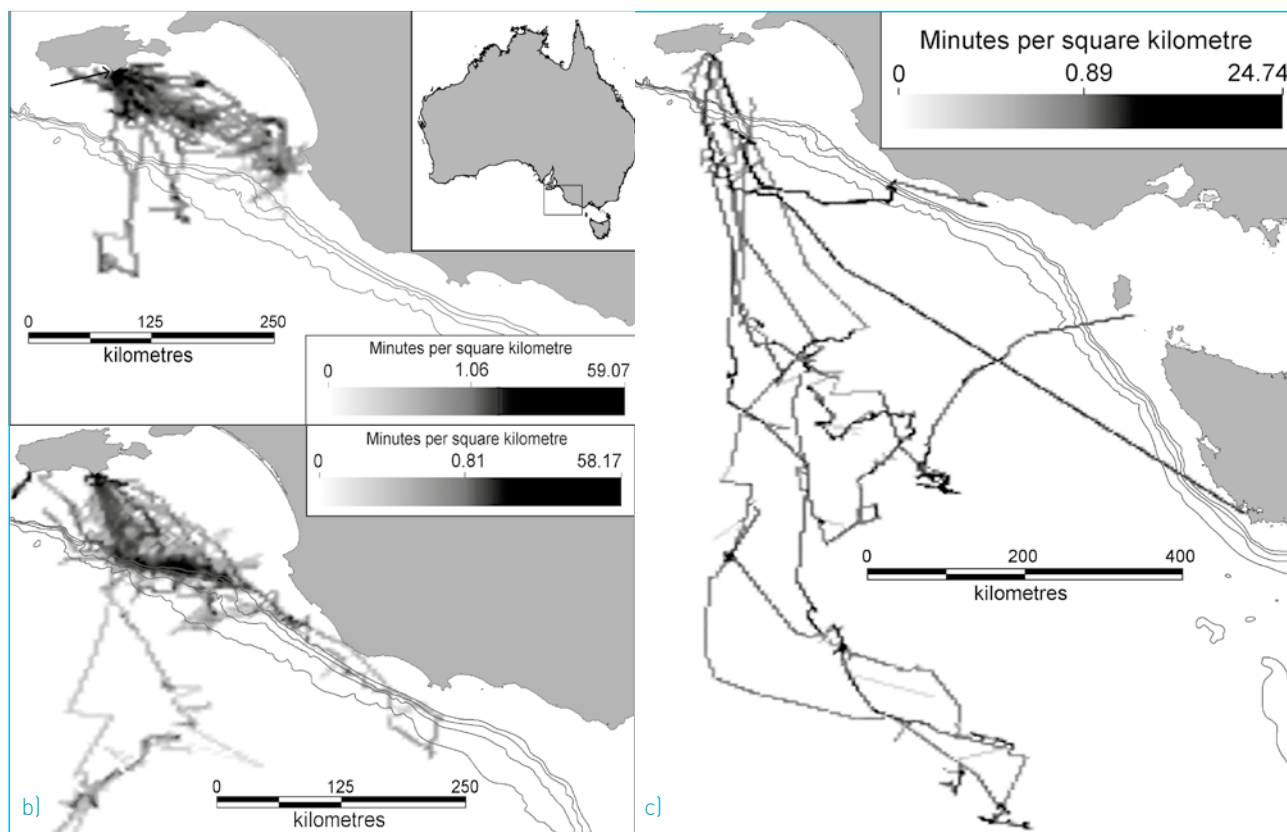 0 125 250
kilometres
Minutes per square kilometre
0 1.06 59.07
Minutes per square kilometre
0 0.81 58.17
0 125 250
kilometres
b)
Minutes per square kilometre
0 0.89 24.74
0 200 400
kilometres
c)